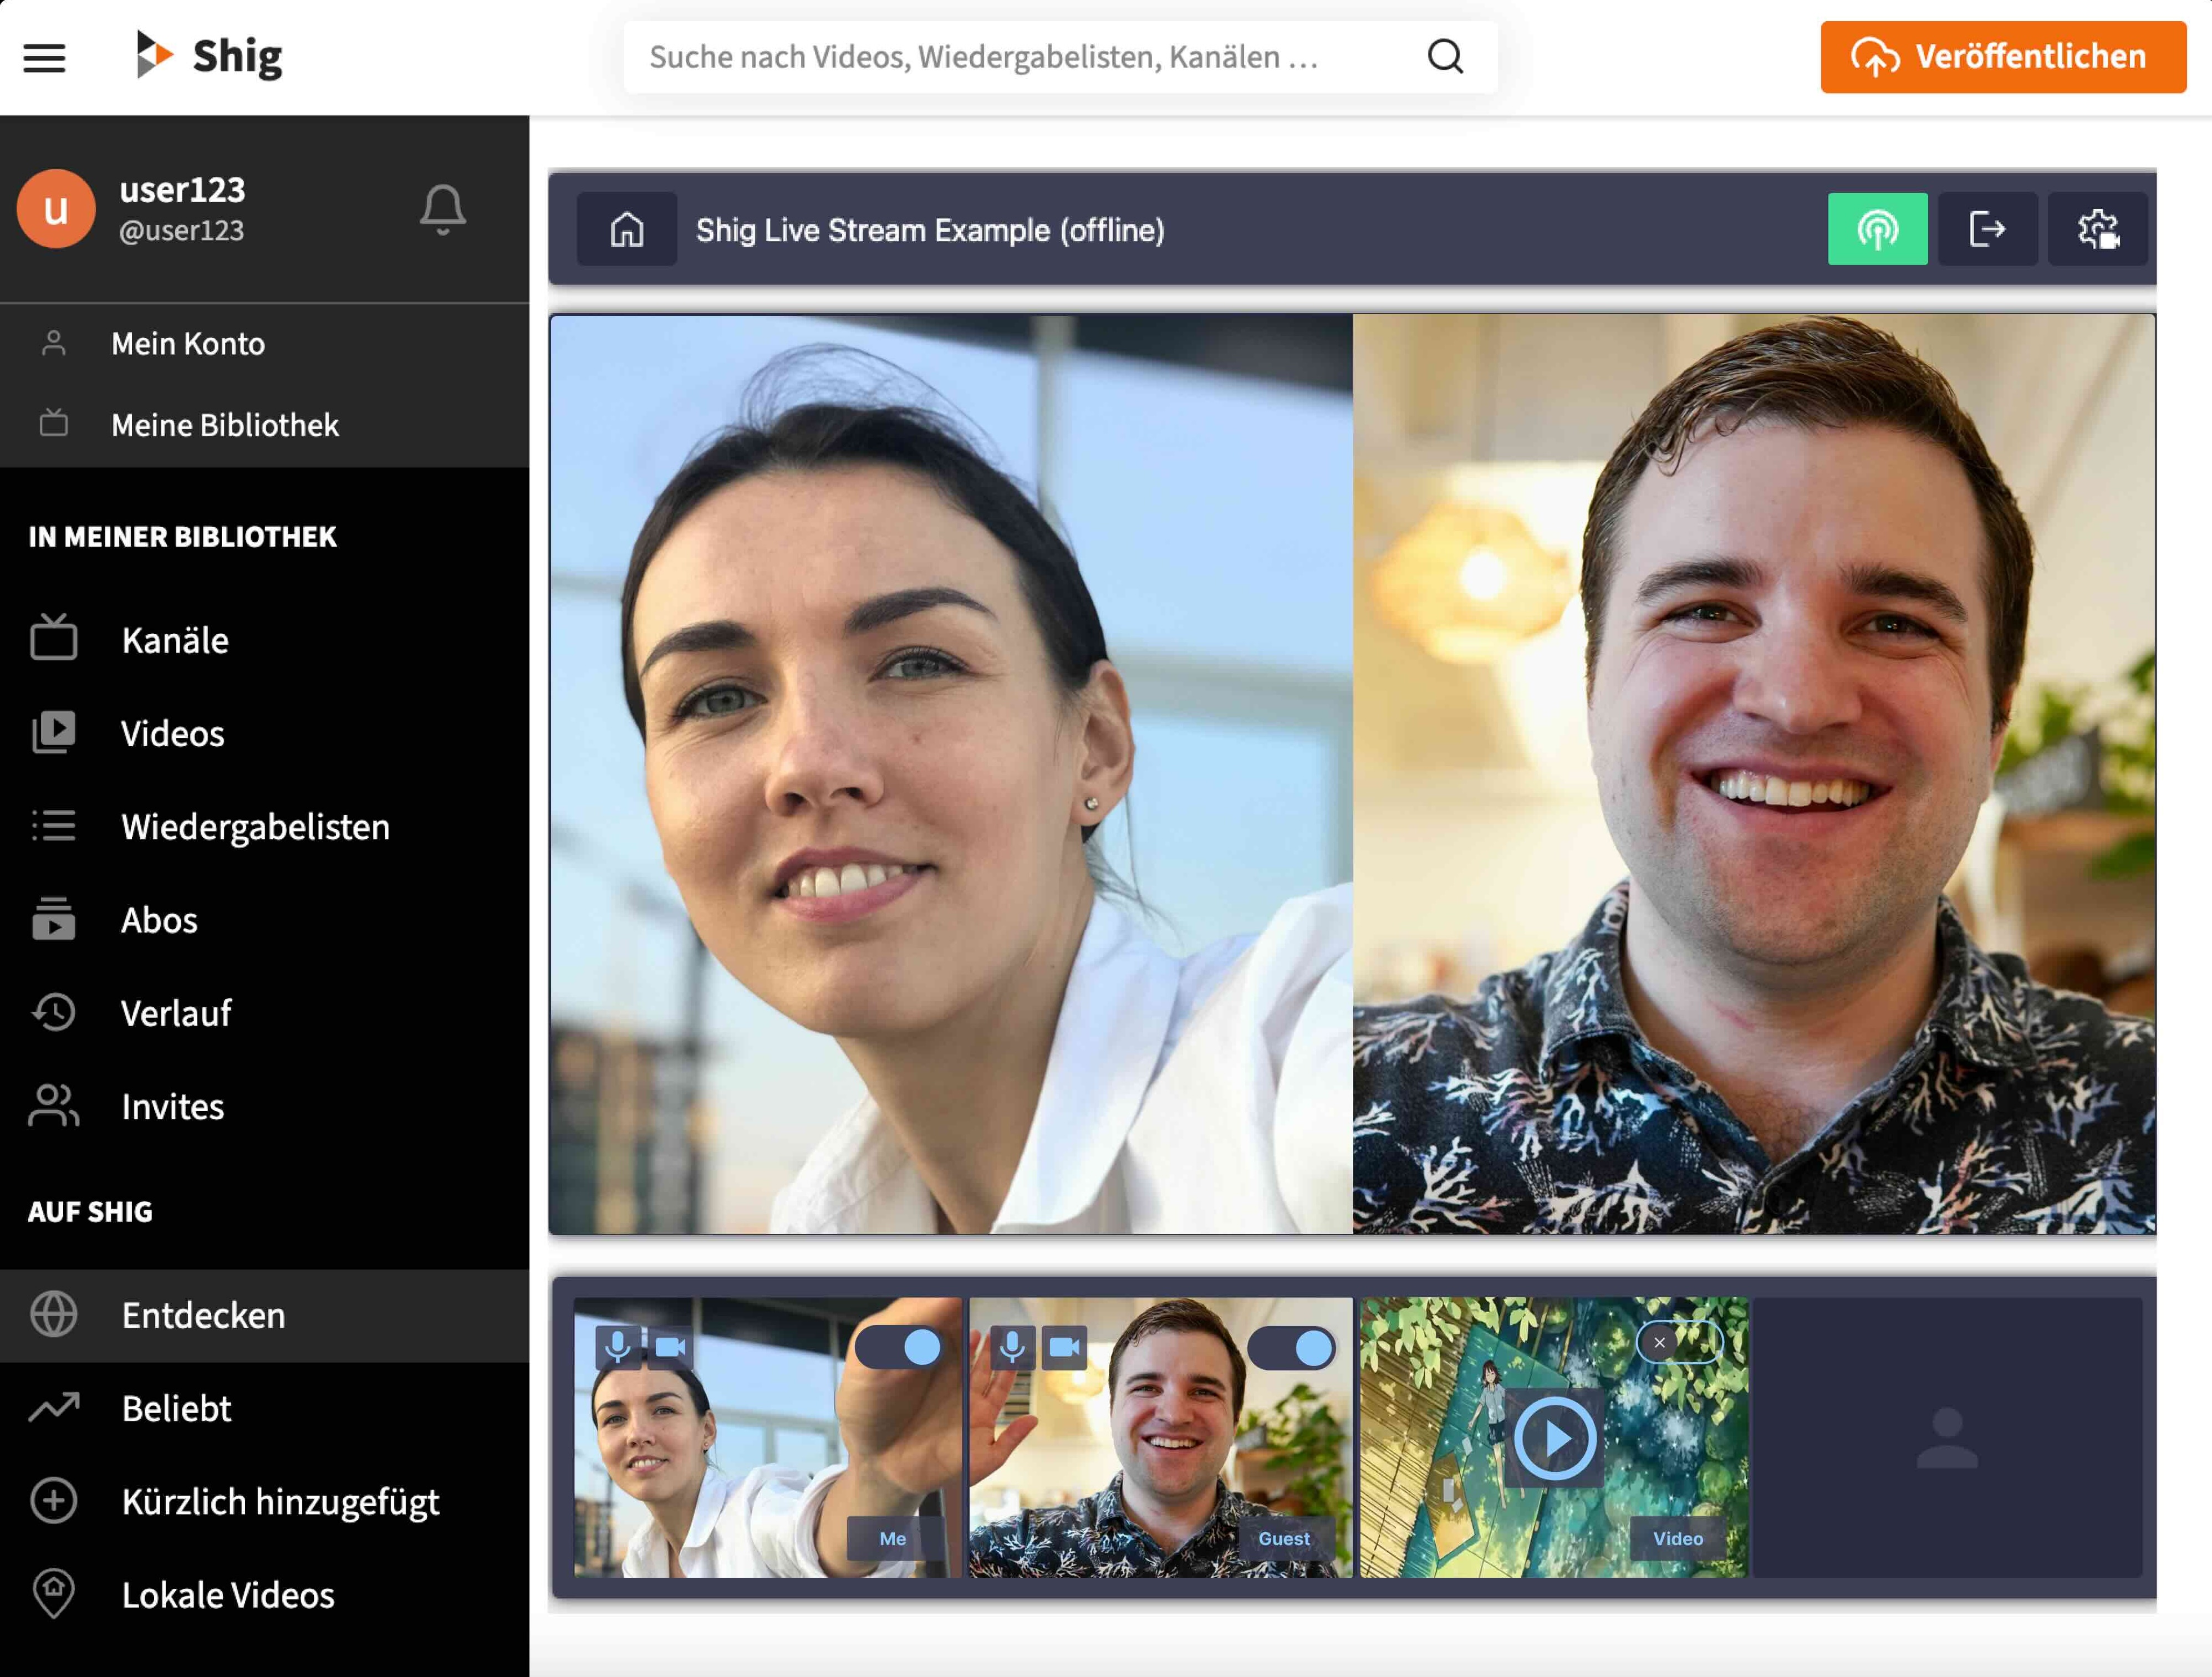 Shig
Suche nach Videos, Wiedergabelisten, Kanälen …
Veröffentlichen
u
user123
@user123
Mein Konto
Meine Bibliothek
IN MEINER BIBLIOTHEK
Kanäle
Videos
Wiedergabelisten
Abos
Verlauf
Invites
AUF SHIG
Entdecken
Beliebt
Kürzlich hinzugefügt
Lokale Videos
Shig Live Stream Example (offline)
Me
Guest
Video